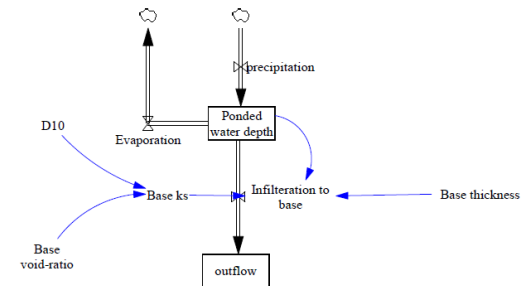 precipitation
Ponded
water depth
D10
Evaporation
Base ks
Infilteration to
base
Base thickness
Base
void-ratio
outflow